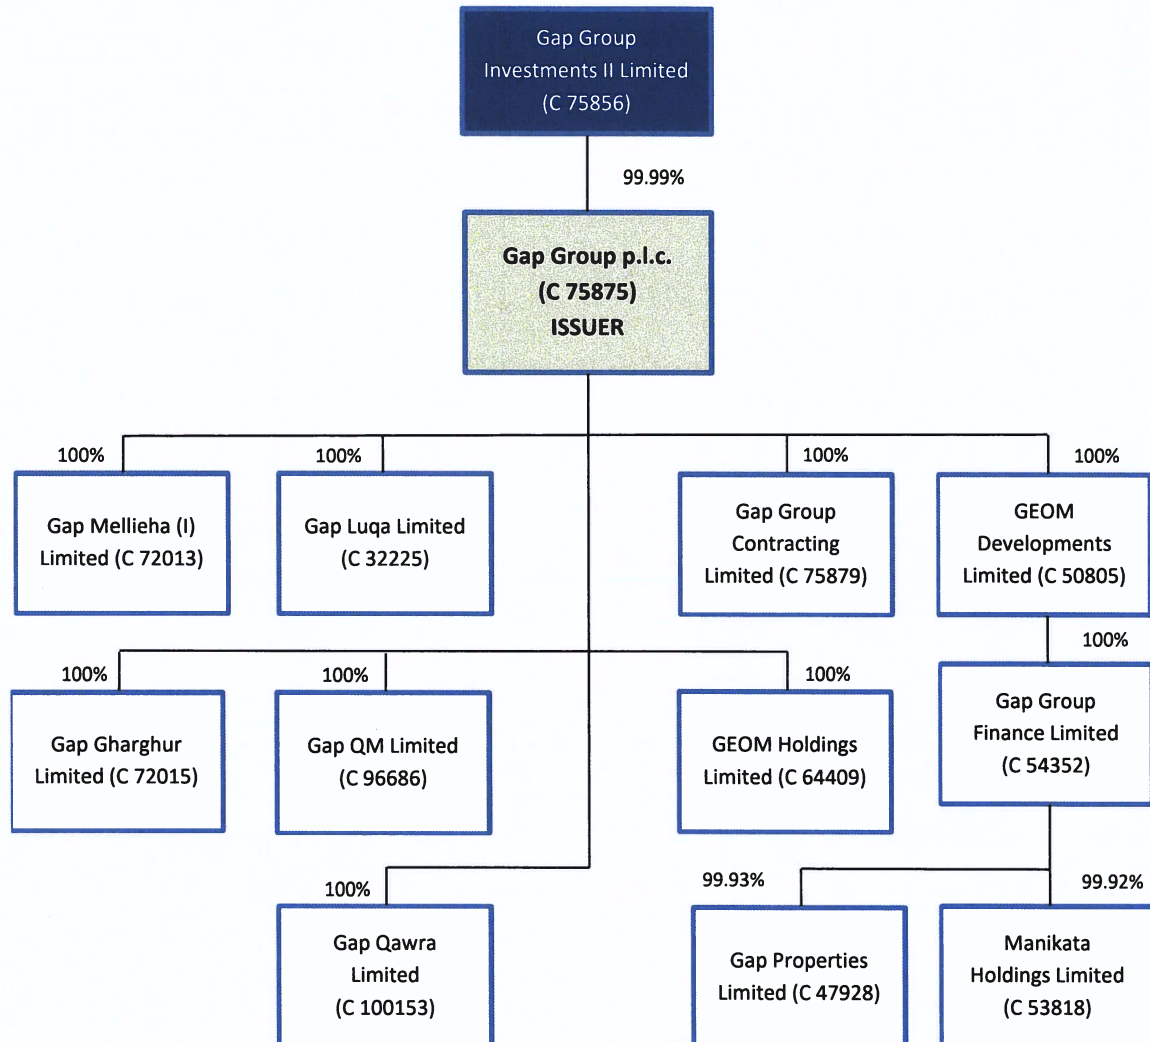 Gap Group
Investments II Limited
(C 75856)
99.99%
Gap Group p.l.c.
(C 75875)
ISSUER
100%
100%
100%
100%
Gap Mellieha (I)
Limited (C 72013)
Gap Luqa Limited
(C 32225)
Gap Group
Contracting
Limited (C 75879)
GEOM
Developments
Limited (C 50805)
100%
100%
100%
100%
Gap Gharghur
Limited (C 72015)
Gap QM Limited
(C 96686)
GEOM Holdings
Limited (C 64409)
Gap Group
Finance Limited
(C 54352)
100%
99.93%
99.92%
Gap Qawra
Limited
(C 100153)
Gap Properties
Limited (C 47928)
Manikata
Holdings Limited
(C 53818)